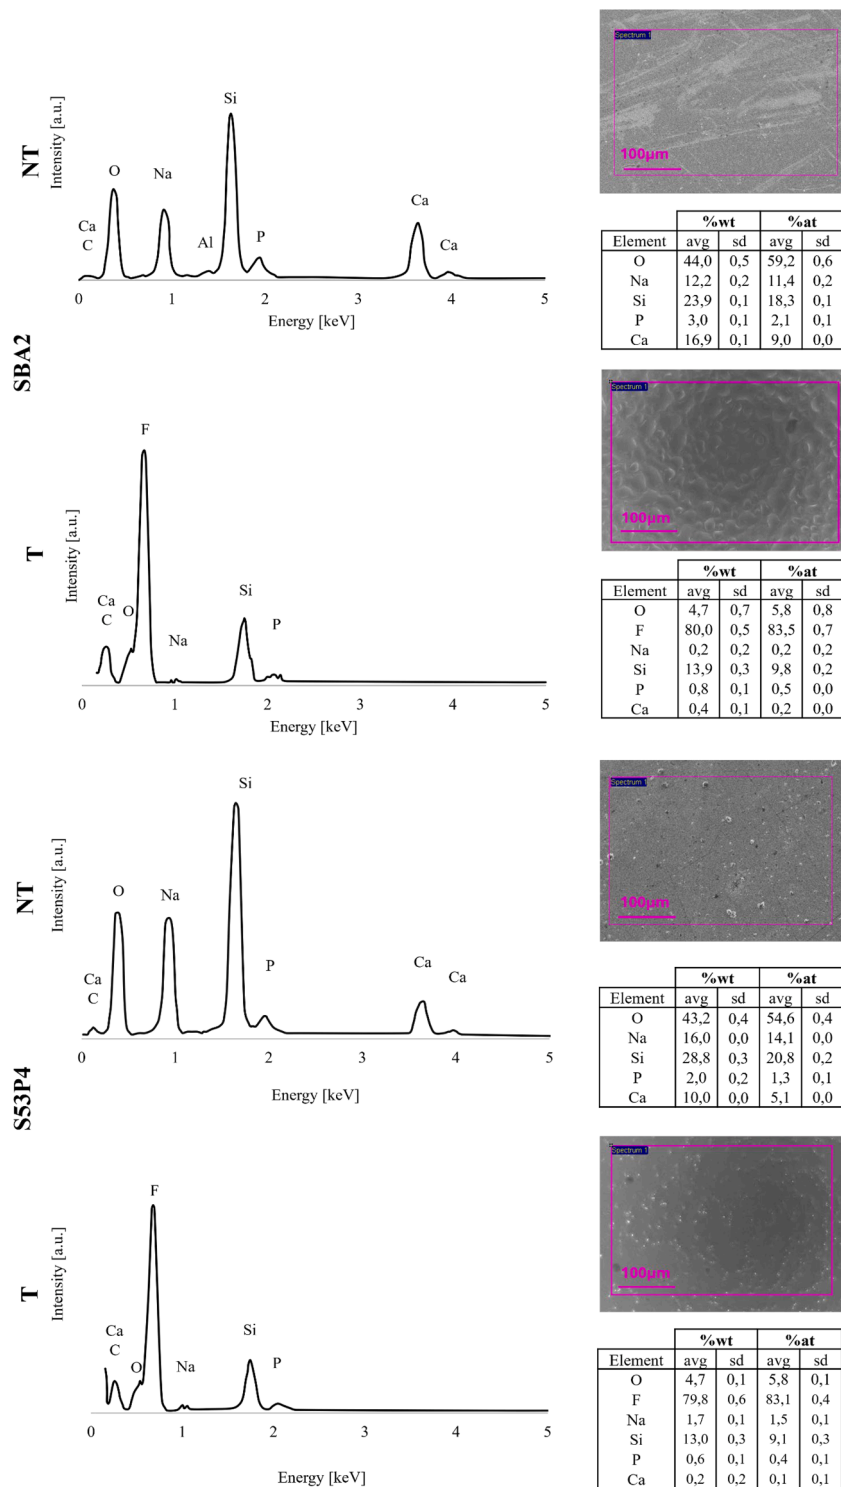 SBA2
NT
Intensity [a.u.]
Ca
C
O
Na
Al
Si
P
Ca
Ca
0 1 2 3 4 5
Energy [keV]
Spectrum 1
100µm
%wt %at
Element avg sd avg sd
O 44,0 0,5 59,2 0,6
Na 12,2 0,2 11,4 0,2
Si 23,9 0,1 18,3 0,1
P 3,0 0,1 2,1 0,1
Ca 16,9 0,1 9,0 0,0
T
Intensity [a.u.]
Ca
C
O
F
Na
Si
P
0 1 2 3 4 5
Energy [keV]
Spectrum 1
100µm
%wt %at
Element avg sd avg sd
O 4,7 0,7 5,8 0,8
F 80,0 0,5 83,5 0,7
Na 0,2 0,2 0,2 0,2
Si 13,9 0,3 9,8 0,2
P 0,8 0,1 0,5 0,0
Ca 0,4 0,1 0,2 0,0
S53P4
NT
Intensity [a.u.]
Ca
C
O
Na
Si
P
Ca
Ca
0 1 2 3 4 5
Energy [keV]
Spectrum 1
100µm
%wt %at
Element avg sd avg sd
O 43,2 0,4 54,6 0,4
Na 16,0 0,0 14,1 0,0
Si 28,8 0,3 20,8 0,2
P 2,0 0,2 1,3 0,1
Ca 10,0 0,0 5,1 0,0
T
Intensity [a.u.]
Ca
C
O
F
Na
Si
P
0 1 2 3 4 5
Energy [keV]
Spectrum 1
100µm
%wt %at
Element avg sd avg sd
O 4,7 0,1 5,8 0,1
F 79,8 0,6 83,1 0,4
Na 1,7 0,1 1,5 0,1
Si 13,0 0,3 9,1 0,3
P 0,6 0,1 0,4 0,1
Ca 0,2 0,2 0,1 0,1